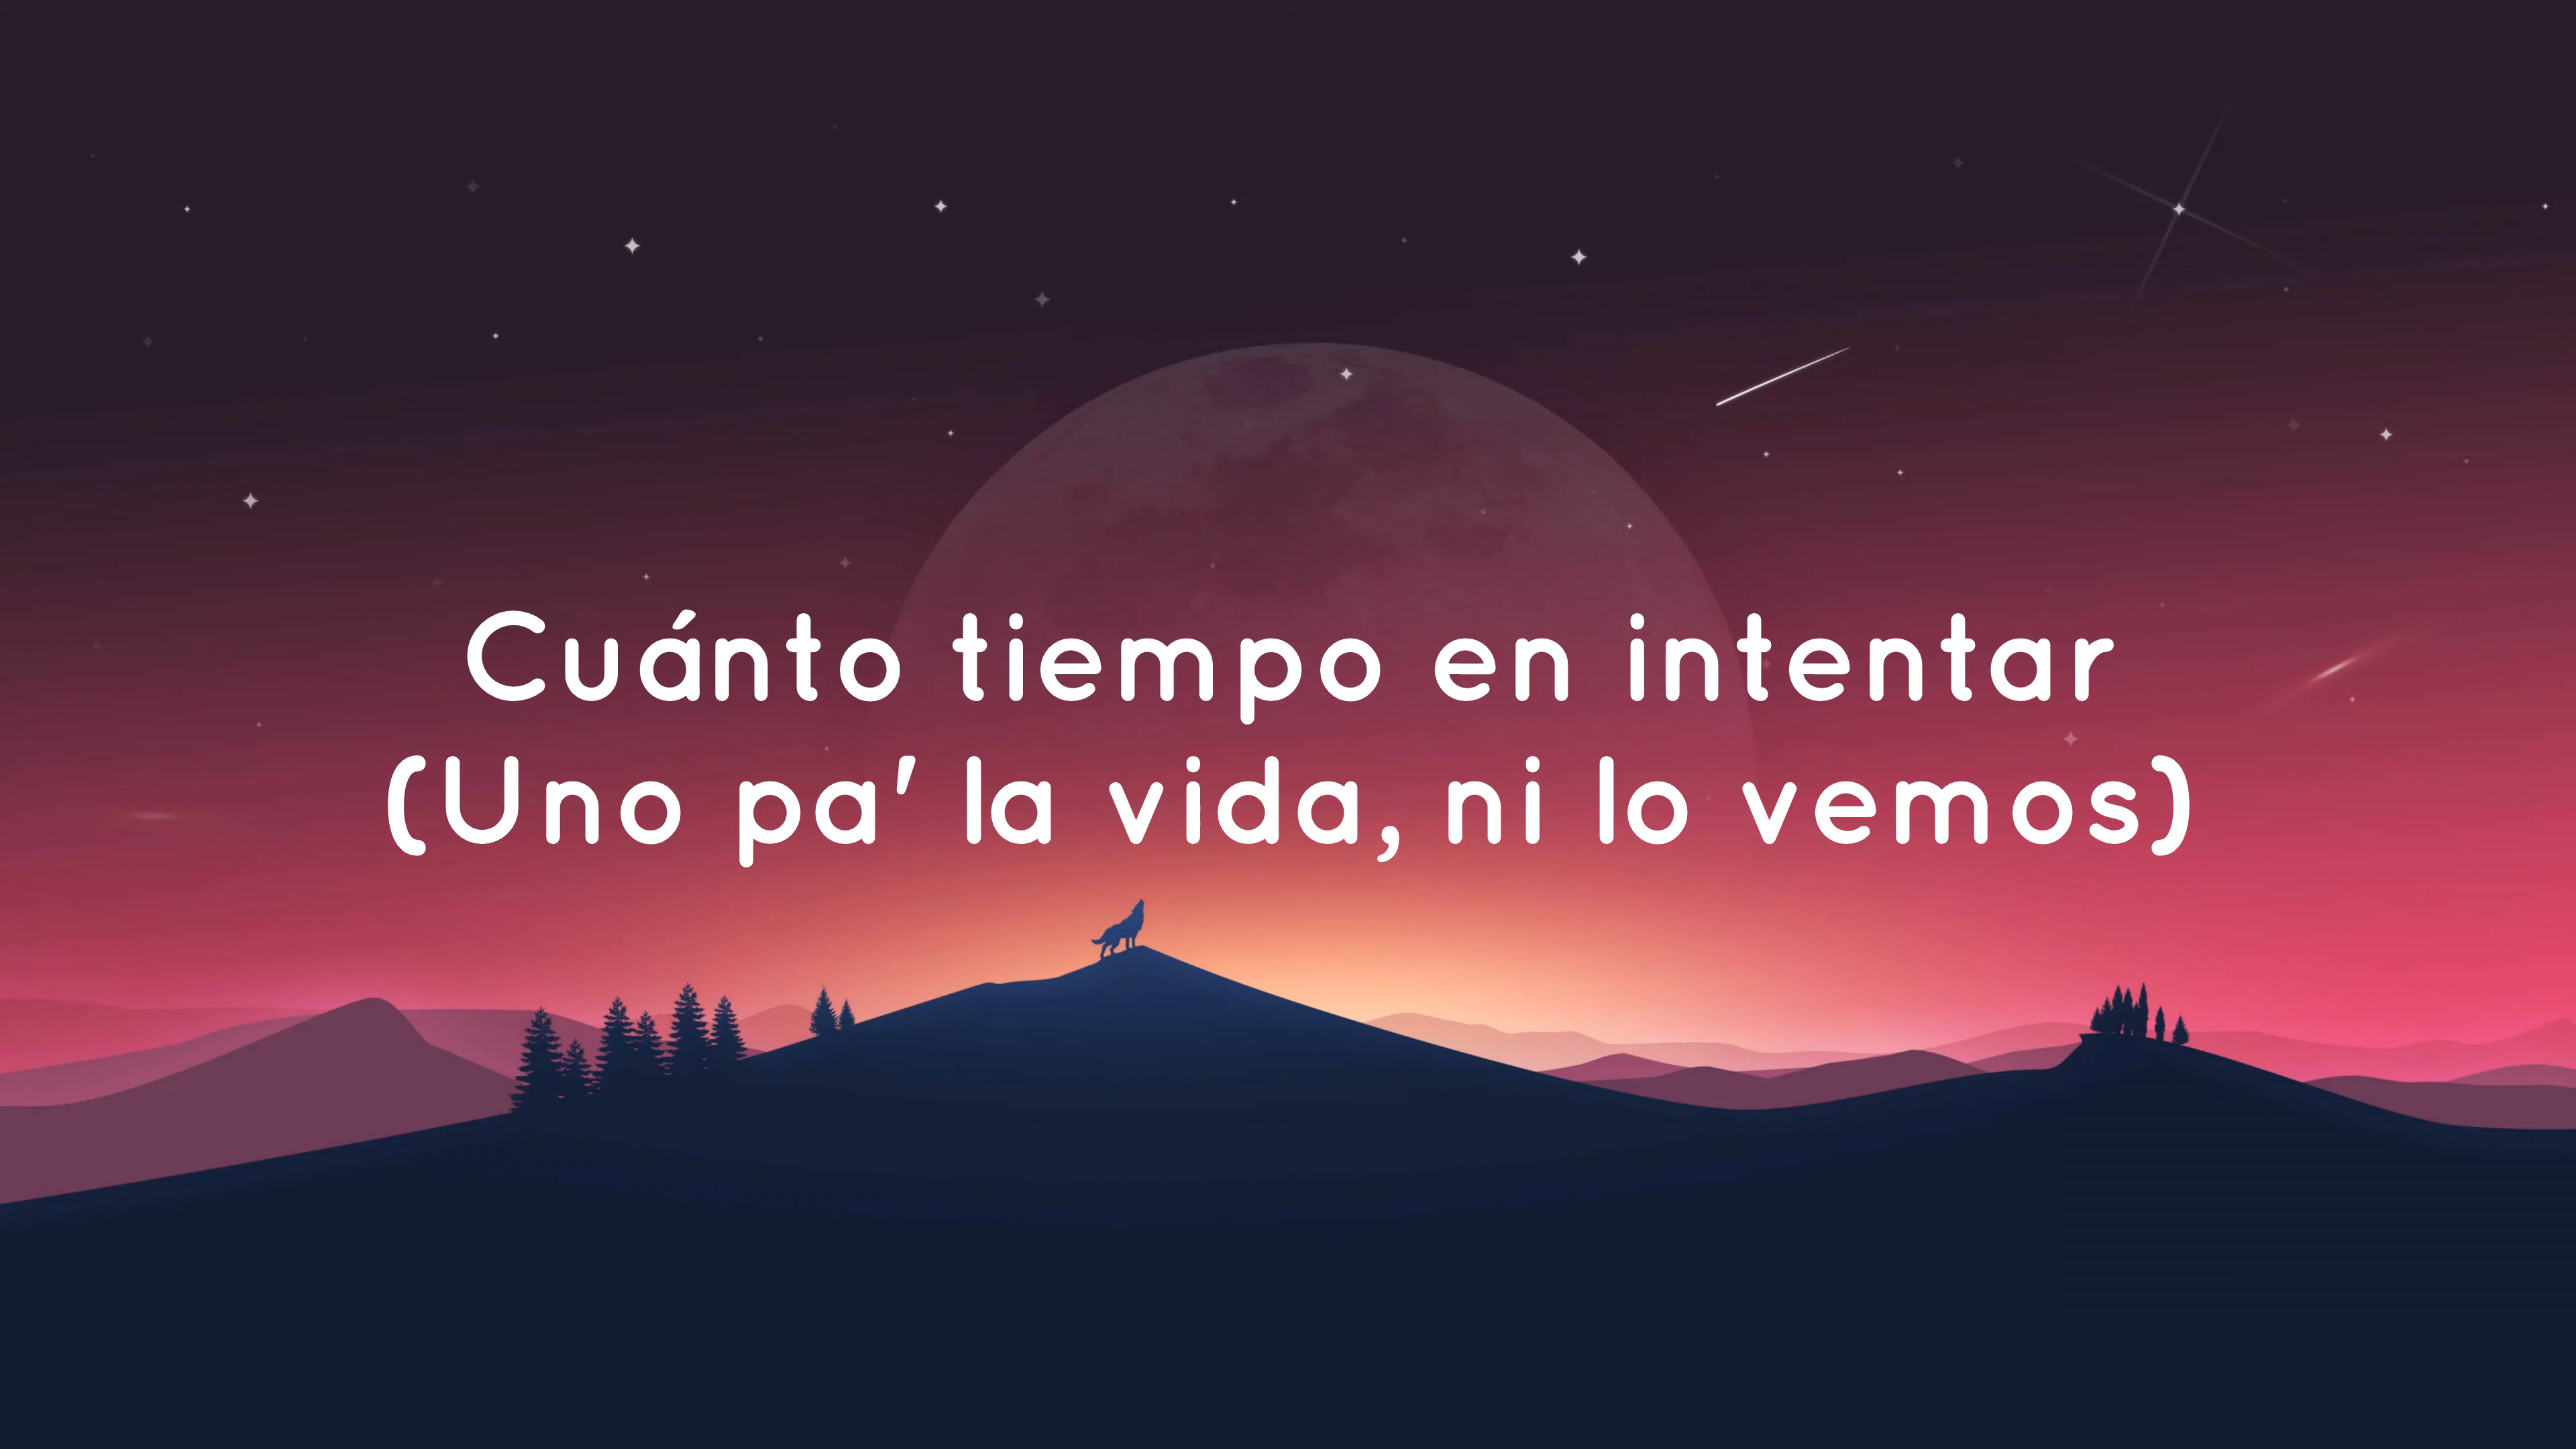 Cuánto tiempo en intentar
(Uno pa' la vida, ni lo vemos)